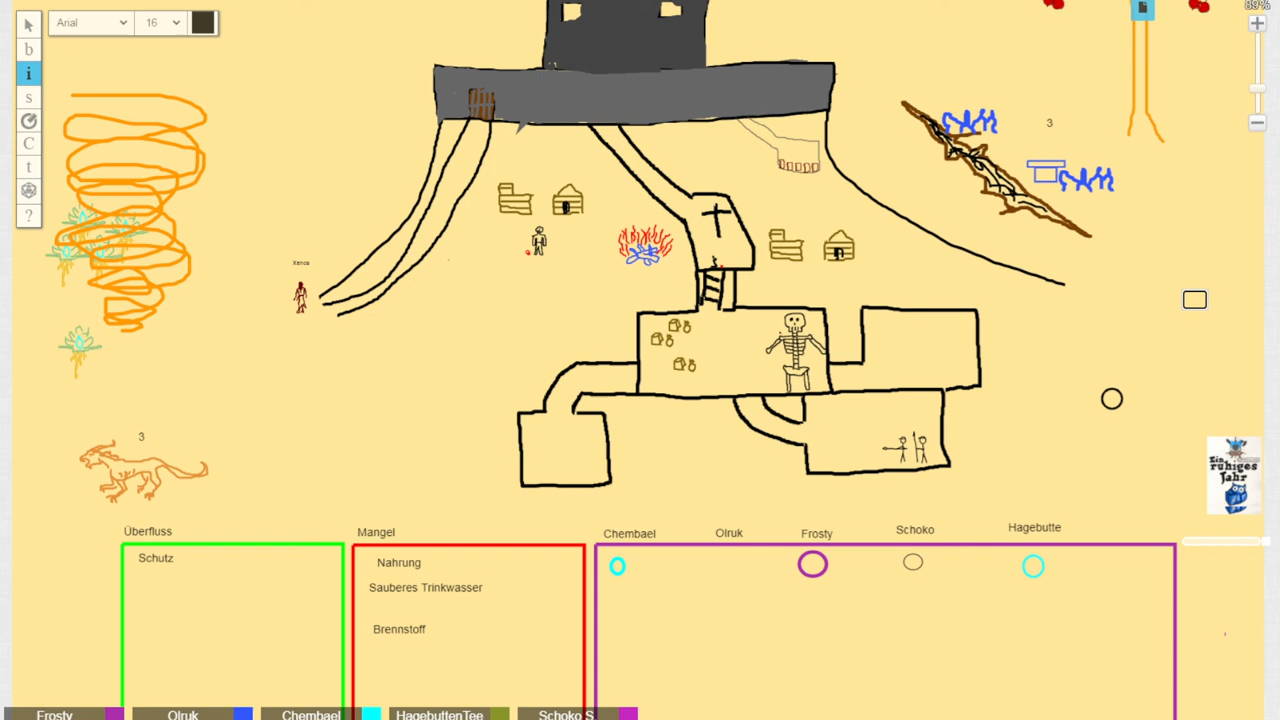 Arial
16
89%
b
i
s
C
t
?
3
Xenos
3
Ein
ruhiges
Jahr
Überfluss
Mangel
Chembael
Olruk
Frosty
Schoko
Hagebutte
Schutz
Nahrung
Sauberes Trinkwasser
Brennstoff
Frosty
Olruk
Chembael
HagebuttenTee
Schoko S.